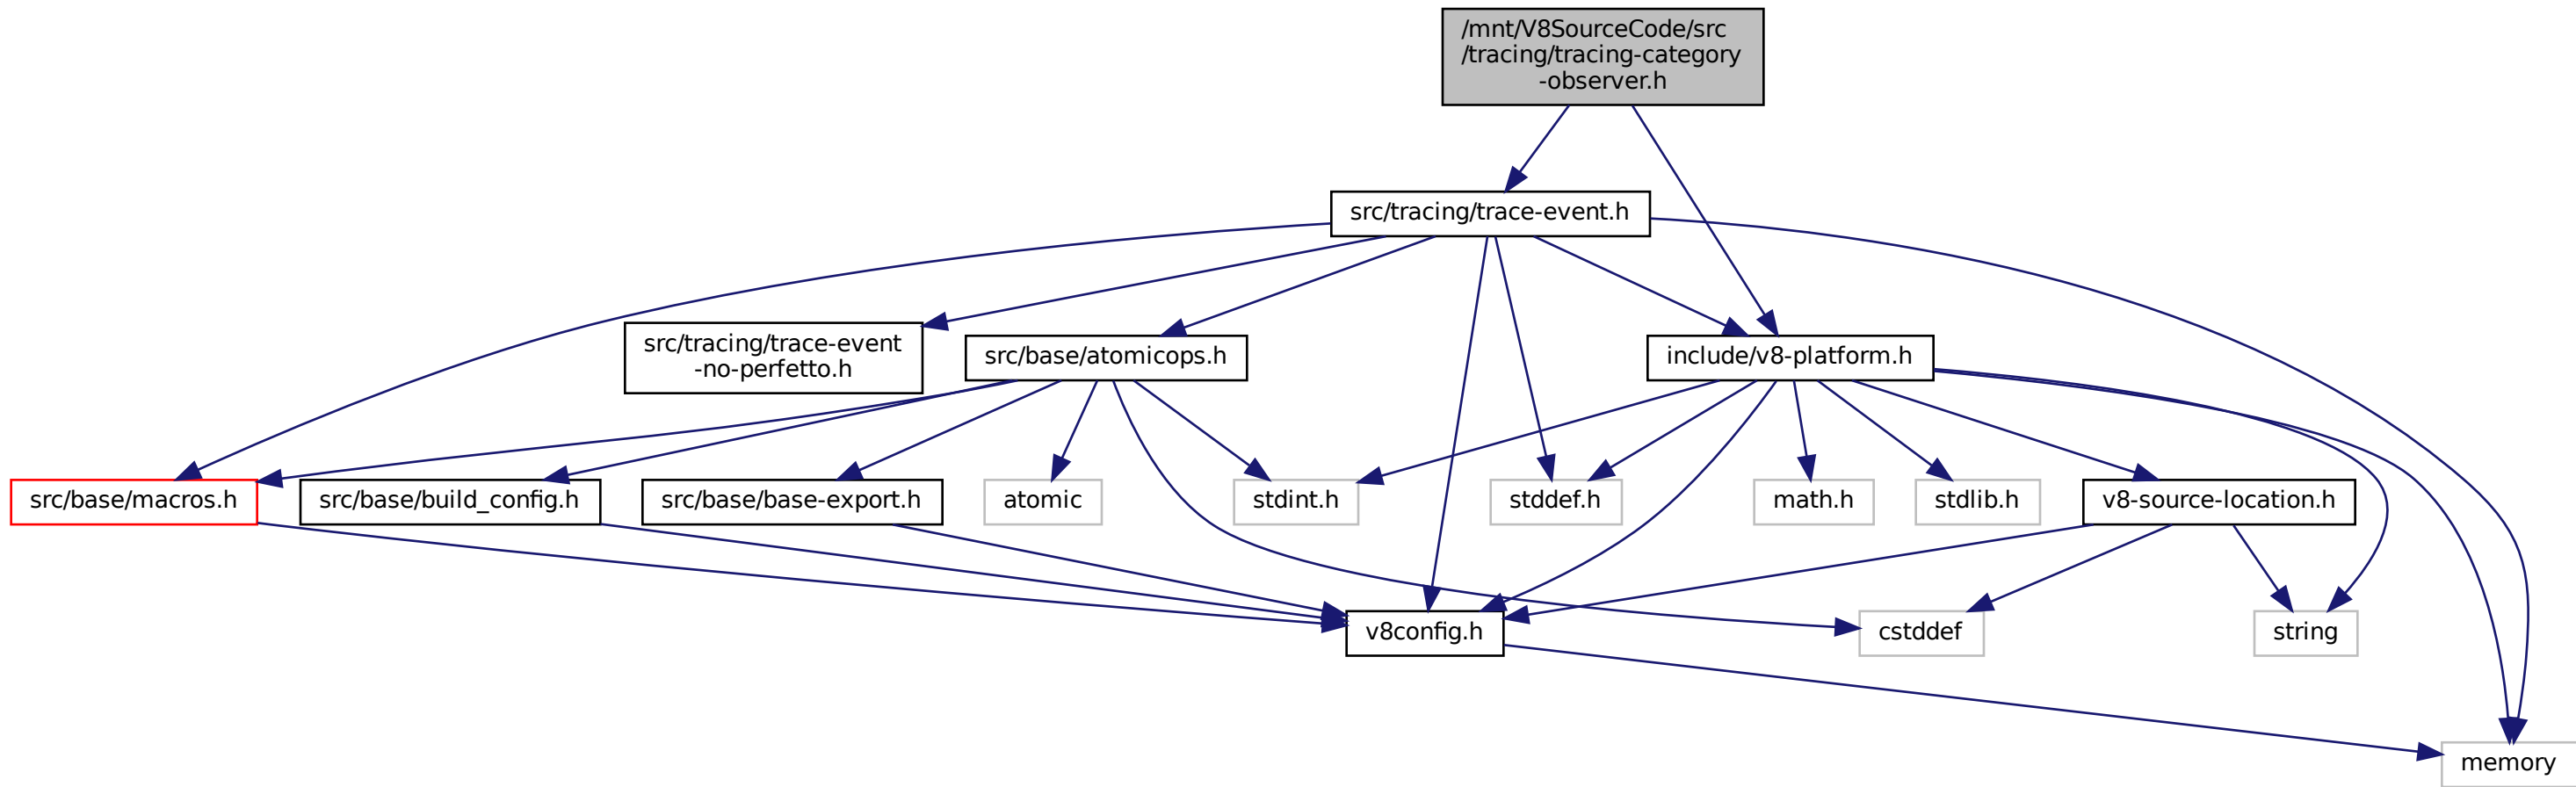 /mnt/V8SourceCode/src
/tracing/tracing-category
-observer.h
src/tracing/trace-event.h
src/tracing/trace-event
-no-perfetto.h
src/base/atomicops.h
include/v8-platform.h
src/base/macros.h
src/base/build_config.h
src/base/base-export.h
atomic
stdint.h
stddef.h
math.h
stdlib.h
v8-source-location.h
v8config.h
cstddef
string
memory